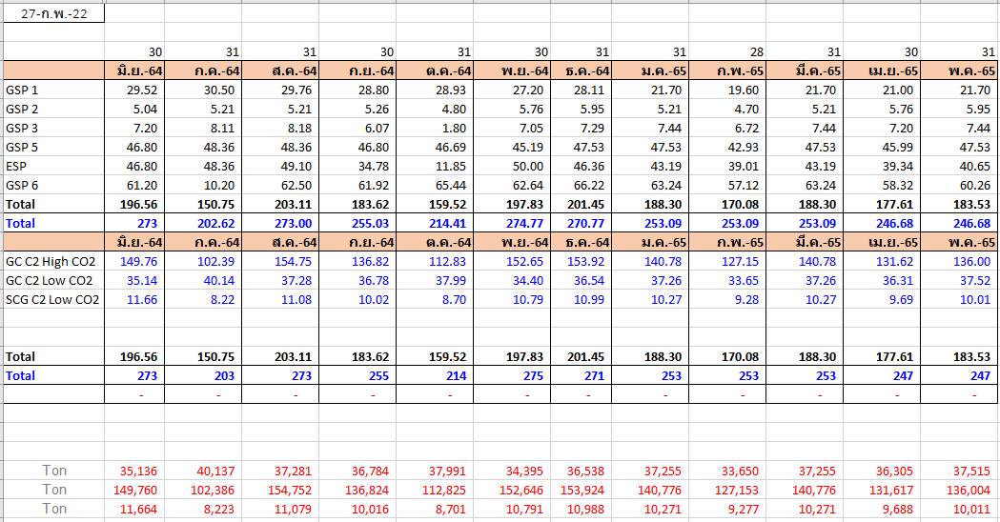 27-ก.พ.-22
30 31 31 30 31 30 31 31 28 31 30 31
มิ.ย.-64 ก.ค.-64 ส.ค.-64 ก.ย.-64 ต.ค.-64 พ.ย.-64 ธ.ค.-64 ม.ค.-65 ก.พ.-65 มี.ค.-65 เม.ย.-65 พ.ค.-65
GSP 1 29.52 30.50 29.76 28.80 28.93 27.20 28.11 21.70 19.60 21.70 21.00 21.70
GSP 2 5.04 5.21 5.21 5.26 4.80 5.76 5.95 5.21 4.70 5.21 5.76 5.95
GSP 3 7.20 8.11 8.18 6.07 1.80 7.05 7.29 7.44 6.72 7.44 7.20 7.44
GSP 5 46.80 48.36 48.36 46.80 46.69 45.19 47.53 47.53 42.93 47.53 45.99 47.53
ESP 46.80 48.36 49.10 34.78 11.85 50.00 46.36 43.19 39.01 43.19 39.34 40.65
GSP 6 61.20 10.20 62.50 61.92 65.44 62.64 66.22 63.24 57.12 63.24 58.32 60.26
Total 196.56 150.75 203.11 183.62 159.52 197.83 201.45 188.30 170.08 188.30 177.61 183.53
Total 273 202.62 273.00 255.03 214.41 274.77 270.77 253.09 253.09 253.09 246.68 246.68
มิ.ย.-64 ก.ค.-64 ส.ค.-64 ก.ย.-64 ต.ค.-64 พ.ย.-64 ธ.ค.-64 ม.ค.-65 ก.พ.-65 มี.ค.-65 เม.ย.-65 พ.ค.-65
GC C2 High CO2 149.76 102.39 154.75 136.82 112.83 152.65 153.92 140.78 127.15 140.78 131.62 136.00
GC C2 Low CO2 35.14 40.14 37.28 36.78 37.99 34.40 36.54 37.26 33.65 37.26 36.31 37.52
SCG C2 Low CO2 11.66 8.22 11.08 10.02 8.70 10.79 10.99 10.27 9.28 10.27 9.69 10.01
Total 196.56 150.75 203.11 183.62 159.52 197.83 201.45 188.30 170.08 188.30 177.61 183.53
Total 273 203 273 255 214 275 271 253 253 253 247 247
- - - - - - - - - - - -
Ton 35,136 40,137 37,281 36,784 37,991 34,395 36,538 37,255 33,650 37,255 36,305 37,515
Ton 149,760 102,386 154,752 136,824 112,825 152,646 153,924 140,776 127,153 140,776 131,617 136,004
Ton 11,664 8,223 11,079 10,016 8,701 10,791 10,988 10,271 9,277 10,271 9,688 10,011